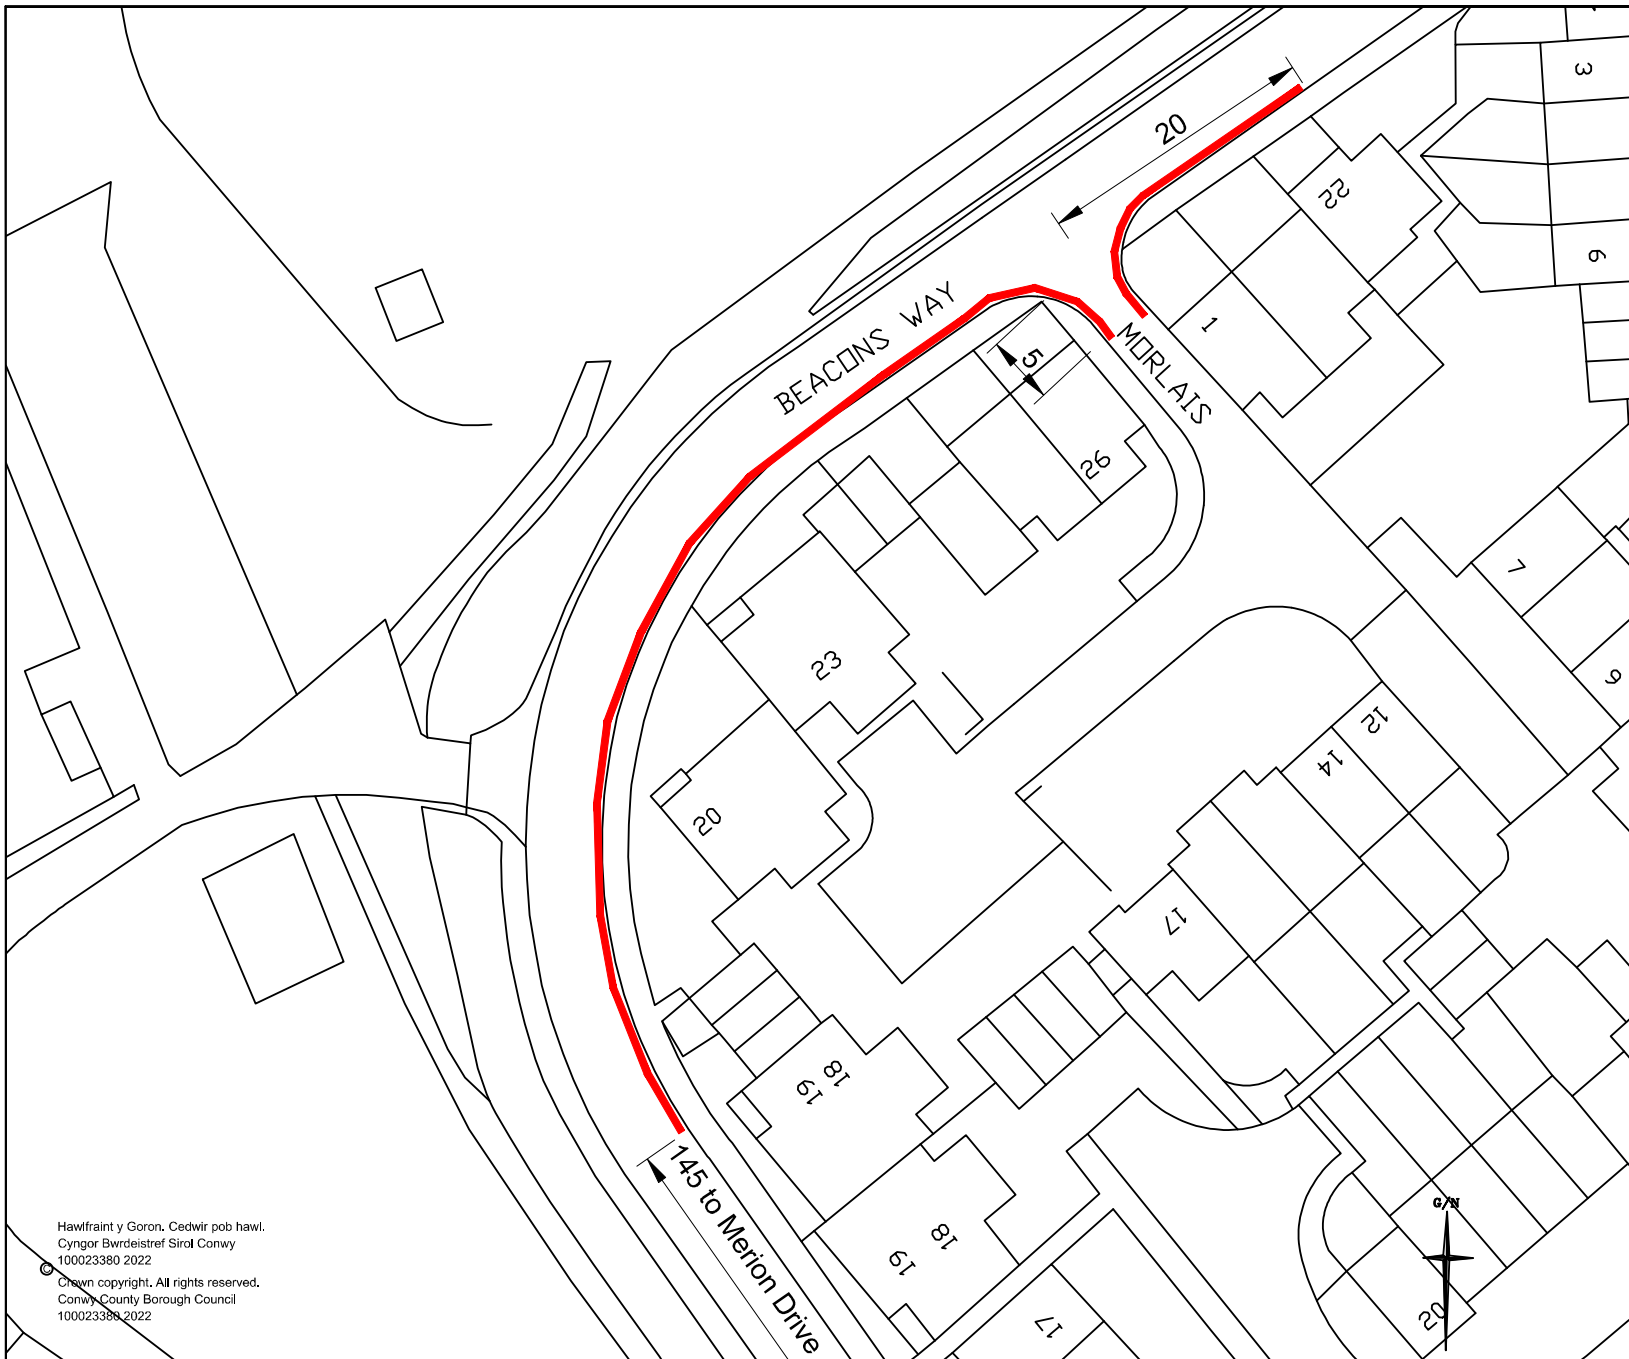 3
20
22
6
BEACONS WAY
MORLAIS
1
5
26
7
23
9
12
14
20
17
18
19
145 to Merion Drive
18
19
17
20
G/N
Hawlfraint y Goron. Cedwir pob hawl.
Cyngor Bwrdeistref Sirol Conwy
100023380 2022
© Crown copyright. All rights reserved.
Conwy County Borough Council
100023380 2022